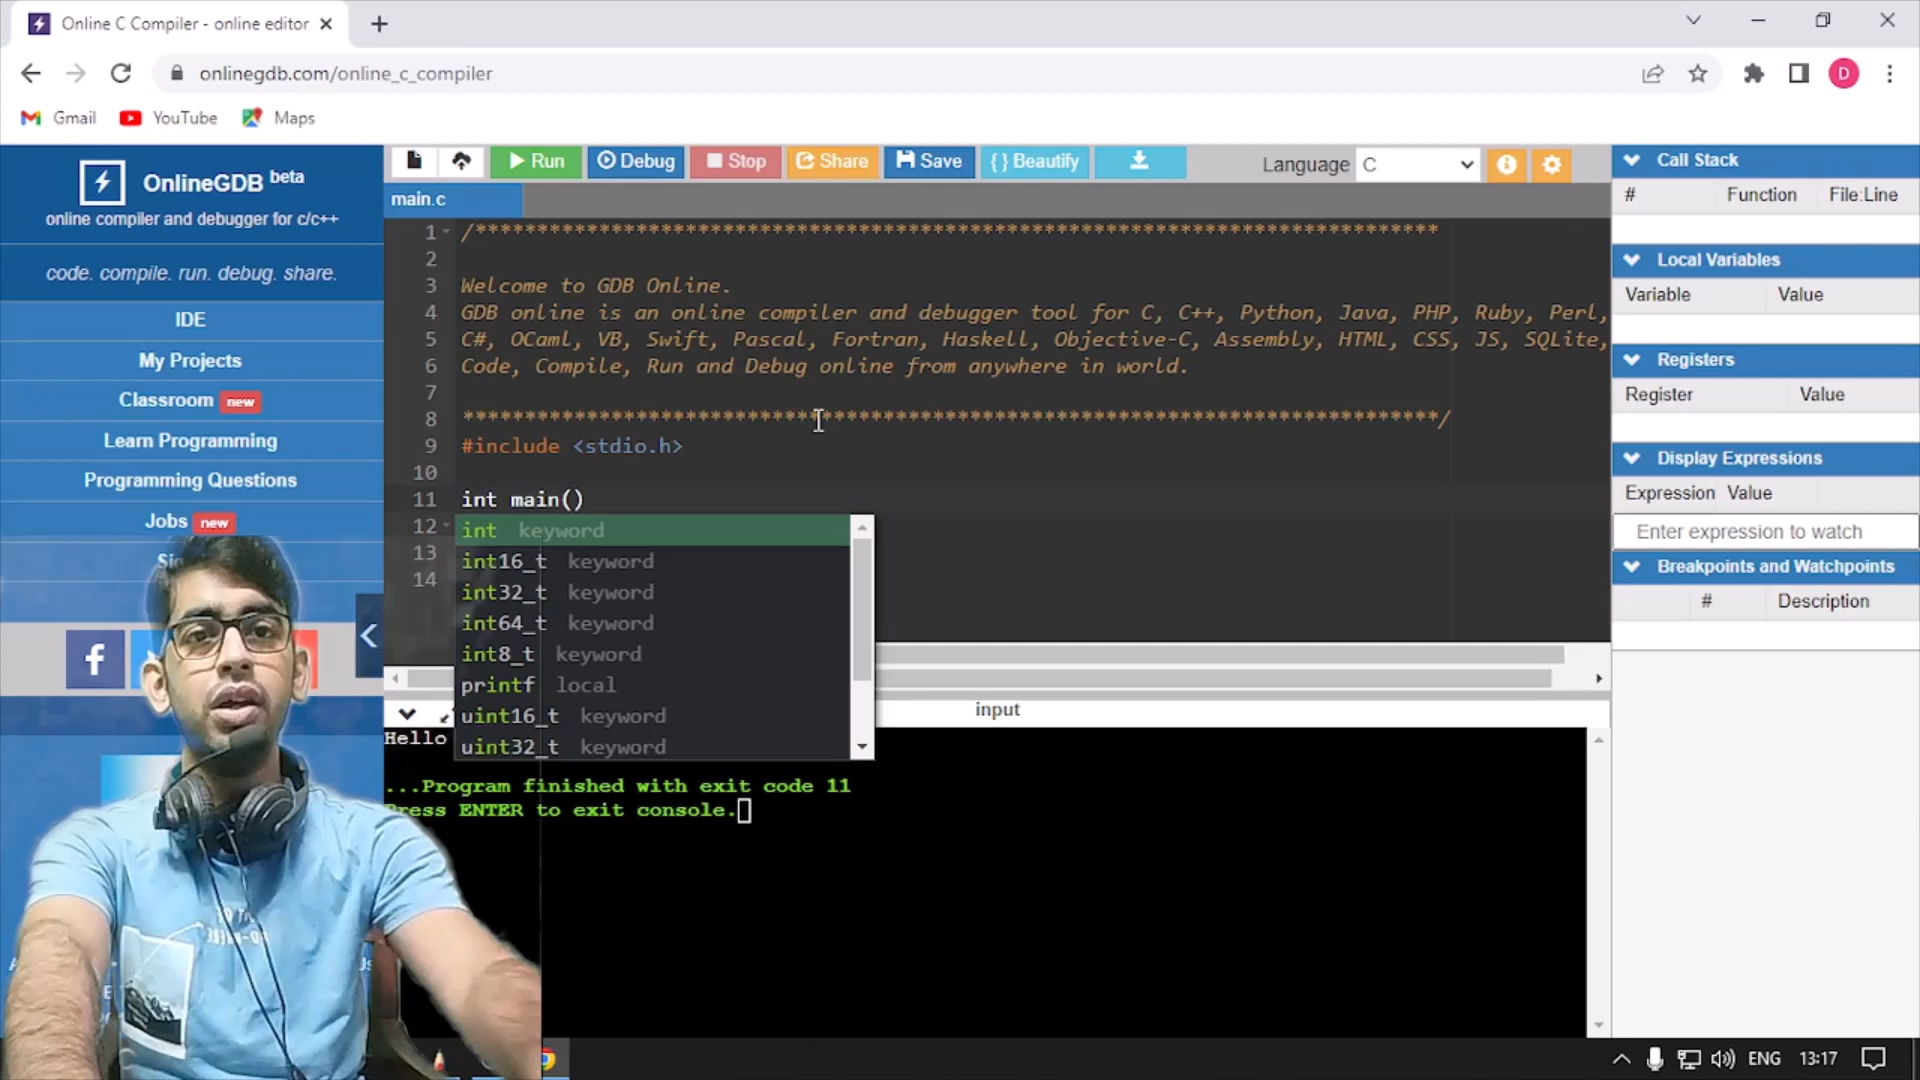 Online C Compiler - online editor
onlinegdb.com/online_c_compiler
D
Gmail
YouTube
Maps
OnlineGDB beta
online compiler and debugger for c/c++
code. compile. run. debug. share.
IDE
My Projects
Classroom new
Learn Programming
Programming Questions
Jobs new
Run
Debug
Stop
Share
Save
{ } Beautify
Language
C
main.c
1 /******************************************************************************
2
3 Welcome to GDB Online.
4 GDB online is an online compiler and debugger tool for C, C++, Python, Java, PHP, Ruby, Perl,
5 C#, OCaml, VB, Swift, Pascal, Fortran, Haskell, Objective-C, Assembly, HTML, CSS, JS, SQLite,
6 Code, Compile, Run and Debug online from anywhere in world.
7
8 *******************************************************************************/
9 #include <stdio.h>
10
11 int main()
12
13
14
int keyword
int16_t keyword
int32_t keyword
int64_t keyword
int8_t keyword
printf local
uint16_t keyword
uint32_t keyword
input
Hello
...Program finished with exit code 11
Press ENTER to exit console.
Call Stack
# Function File:Line
Local Variables
Variable Value
Registers
Register Value
Display Expressions
Expression Value
Enter expression to watch
Breakpoints and Watchpoints
# Description
ENG
13:17